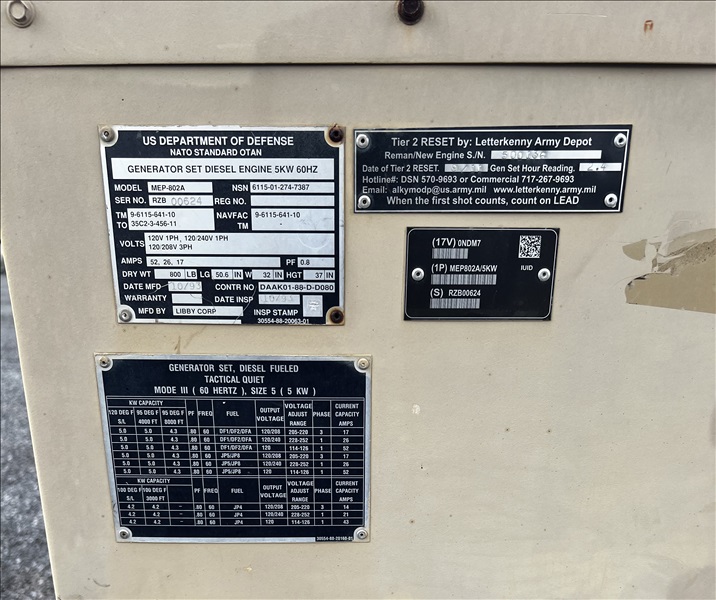 US DEPARTMENT OF DEFENSE
NATO STANDARD OTAN
GENERATOR SET DIESEL ENGINE 5KW 60HZ
MODEL MEP-802A NSN 6115-01-274-7387
SER NO. RZB 00624 REG NO.
TM 9-6115-641-10 NAVFAC 9-6115-641-10
TO 35C2-3-456-11 TM
VOLTS 120V 1PH, 120/240V 1PH
120/208V 3PH
AMPS 52, 26, 17 PF 0.8
DRY WT 800 LB LG 50.6 IN W 32 IN HGT 37 IN
DATE MFD 10/93 CONTR NO DAAK01-88-D-D080
WARRANTY DATE INSP 10/93
MFD BY LIBBY CORP INSP STAMP
30554-88-20063-01
Tier 2 RESET by: Letterkenny Army Depot
Reman/New Engine S./N.
Date of Tier 2 RESET. Gen Set Hour Reading. 2.4
Hotline#: DSN 570-9693 or Commercial 717-267-9693
Email: alkymodp@us.army.mil www.letterkenny.army.mil
When the first shot counts, count on LEAD
(17V) 0NDM7
(1P) MEP802A/5KW IUID
(S) RZB00624
GENERATOR SET, DIESEL FUELED
TACTICAL QUIET
MODE III ( 60 HERTZ ), SIZE 5 ( 5 KW )
KW CAPACITY
120 DEG F S/L 95 DEG F 4000 FT 95 DEG F 8000 FT PF FREQ FUEL OUTPUT VOLTAGE VOLTAGE ADJUST RANGE PHASE CURRENT CAPACITY AMPS
5.0 5.0 4.3 .80 60 DF1/DF2/DFA 120/208 205-220 3 17
5.0 5.0 4.3 .80 60 DF1/DF2/DFA 120/240 228-252 1 26
5.0 5.0 4.3 .80 60 DF1/DF2/DFA 120 114-126 1 52
5.0 5.0 4.3 .80 60 JP5/JP8 120/208 205-220 3 17
5.0 5.0 4.3 .80 60 JP5/JP8 120/240 228-252 1 26
5.0 5.0 4.3 .80 60 JP5/JP8 120 114-126 1 52
KW CAPACITY
100 DEG F S/L 100 DEG F 3000 FT PF FREQ FUEL OUTPUT VOLTAGE VOLTAGE ADJUST RANGE PHASE CURRENT CAPACITY AMPS
4.2 4.2 – .80 60 JP4 120/208 205-220 3 14
4.2 4.2 – .80 60 JP4 120/240 228-252 1 21
4.2 4.2 – .80 60 JP4 120 114-126 1 43
30554-88-20168-01